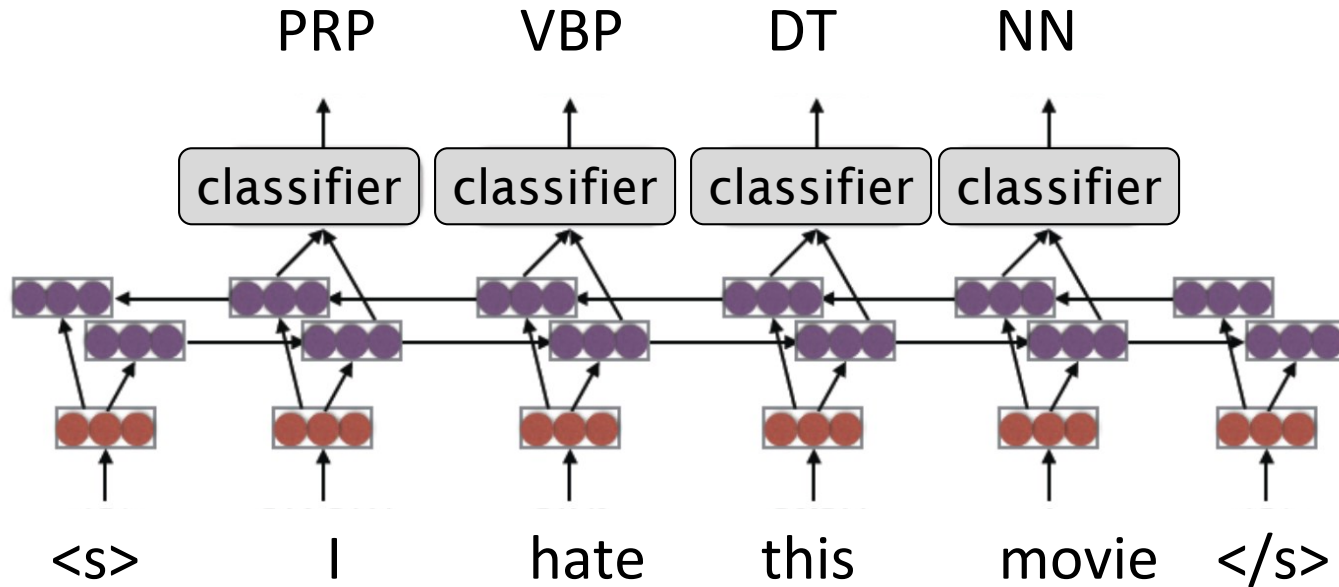 PRP VBP DT NN
classifier classifier classifier classifier
<s> I hate this movie </s>